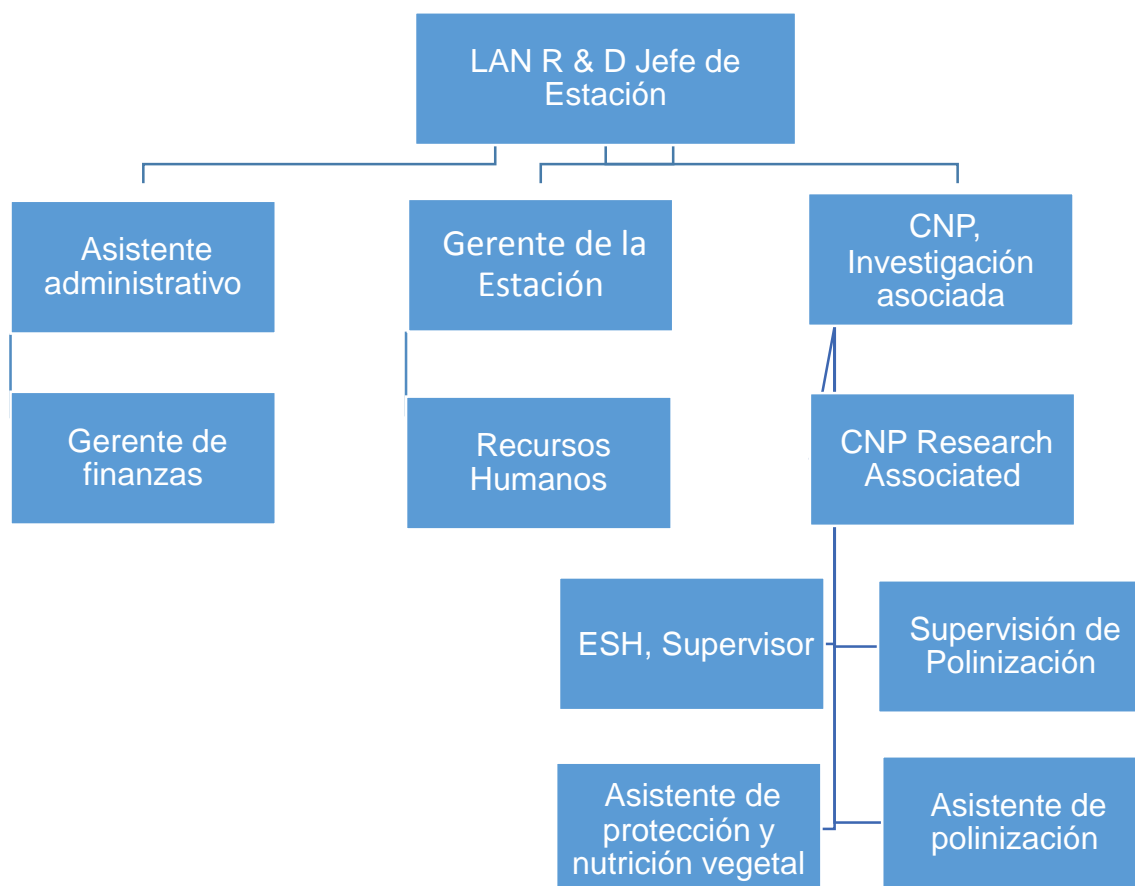 LAN R & D Jefe de
Estación
Asistente
administrativo
Gerente de la
Estación
CNP,
Investigación
asociada
Gerente de
finanzas
Recursos
Humanos
CNP Research
Associated
ESH, Supervisor
Supervisión de
Polinización
Asistente de
protección y
nutrición vegetal
Asistente de
polinización